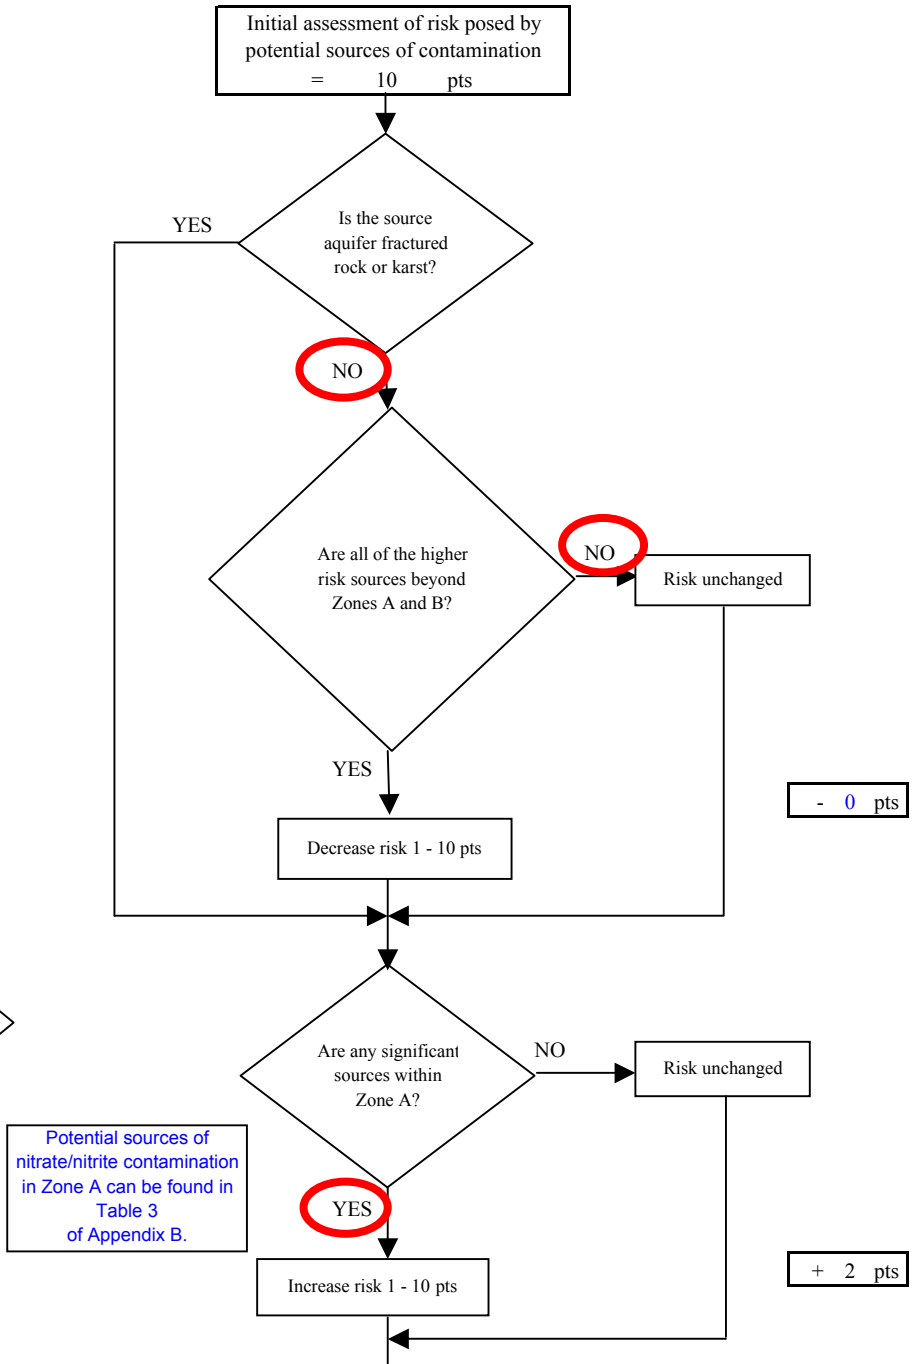 Initial assessment of risk posed by
potential sources of contamination
= 10 pts
YES
Is the source
aquifer fractured
rock or karst?
NO
Are all of the higher
risk sources beyond
Zones A and B?
NO
Risk unchanged
YES
- 0 pts
Decrease risk 1 - 10 pts
Are any significant
sources within
Zone A?
NO
Risk unchanged
Potential sources of
nitrate/nitrite contamination
in Zone A can be found in
Table 3
of Appendix B.
YES
+ 2 pts
Increase risk 1 - 10 pts